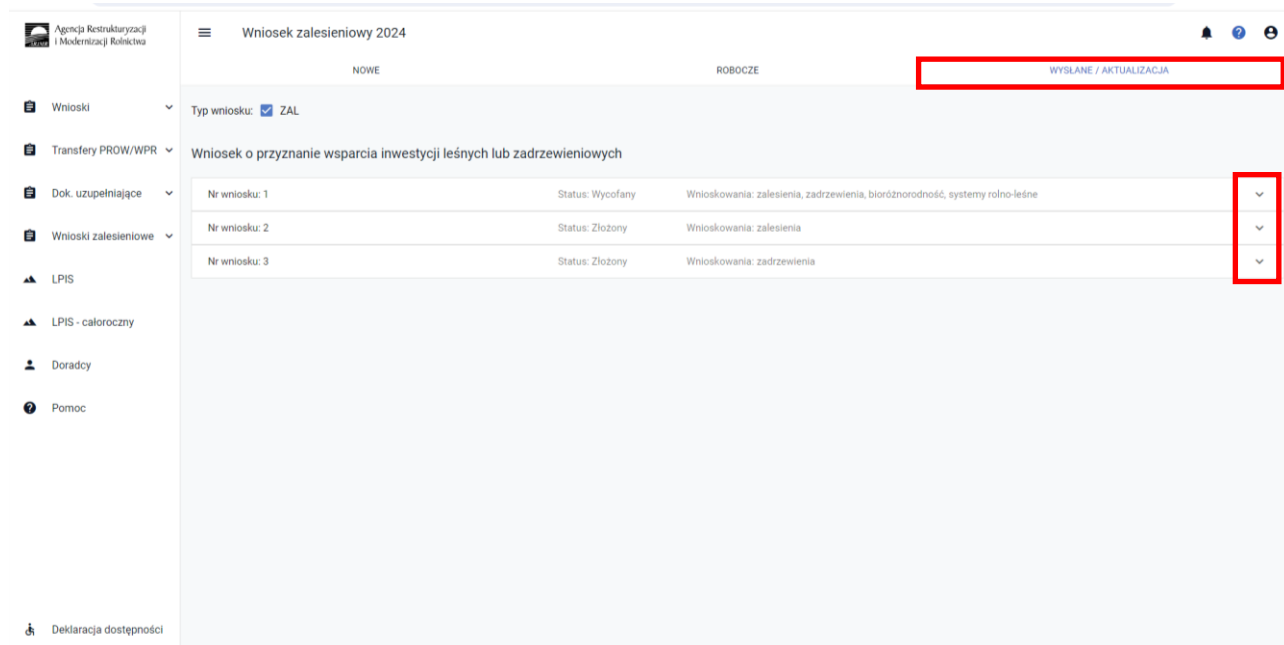 Agencja Restrukturyzacji
i Modernizacji Rolnictwa
Wniosek zalesieniowy 2024
NOWE
ROBOCZE
WYSŁANE / AKTUALIZACJA
Wnioski
Transfery PROW/WPR
Dok. uzupełniające
Wnioski zalesieniowe
LPIS
LPIS - całoroczny
Doradcy
Pomoc
Deklaracja dostępności
Typ wniosku: ZAL
Wniosek o przyznanie wsparcia inwestycji leśnych lub zadrzewieniowych
Nr wniosku: 1 Status: Wycofany Wnioskowania: zalesienia, zadrzewienia, bioróżnorodność, systemy rolno-leśne
Nr wniosku: 2 Status: Złożony Wnioskowania: zalesienia
Nr wniosku: 3 Status: Złożony Wnioskowania: zadrzewienia